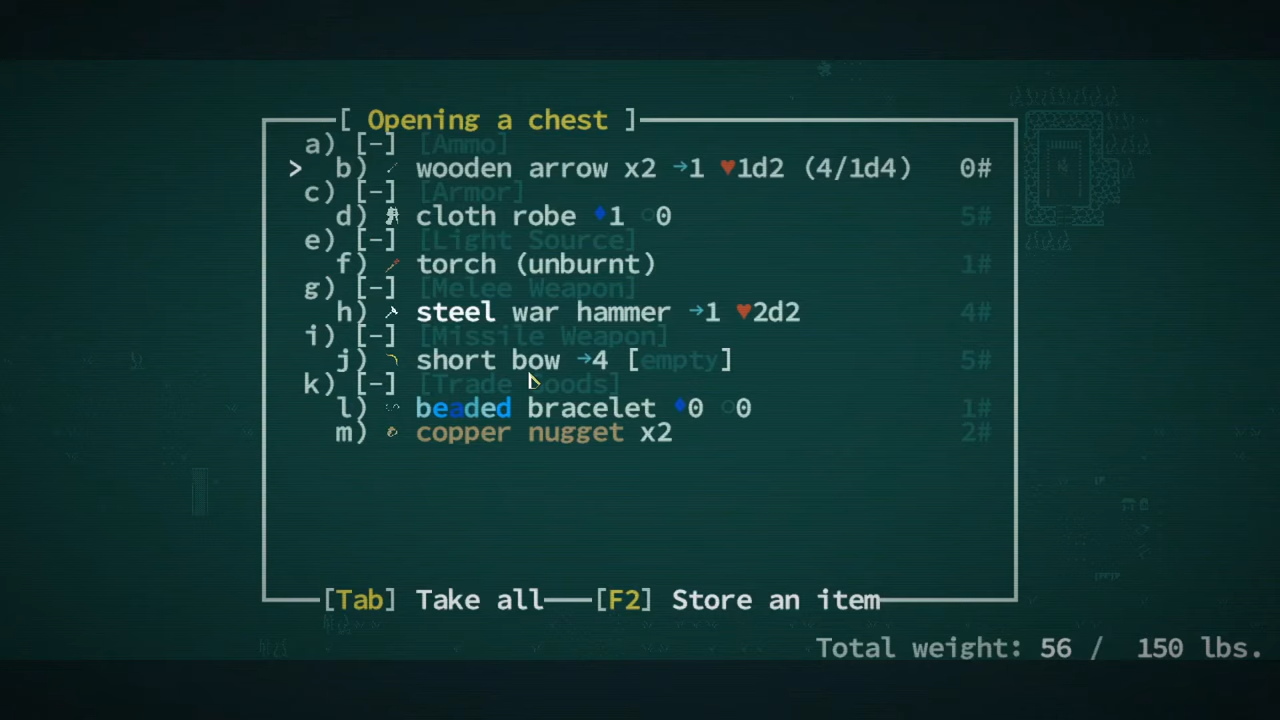 [ Opening a chest ]
a) [-] [Ammo]
> b) wooden arrow x2 →1 ♥1d2 (4/1d4) 0#
c) [-] [Armor]
d) cloth robe ♦1 ○0 5#
e) [-] [Light Source]
f) torch (unburnt) 1#
g) [-] [Melee Weapon]
h) steel war hammer →1 ♥2d2 4#
i) [-] [Missile Weapon]
j) short bow →4 [empty] 5#
k) [-] [Trade Goods]
l) beaded bracelet ♦0 ○0 1#
m) copper nugget x2 2#
[Tab] Take all [F2] Store an item
Total weight: 56 / 150 lbs.